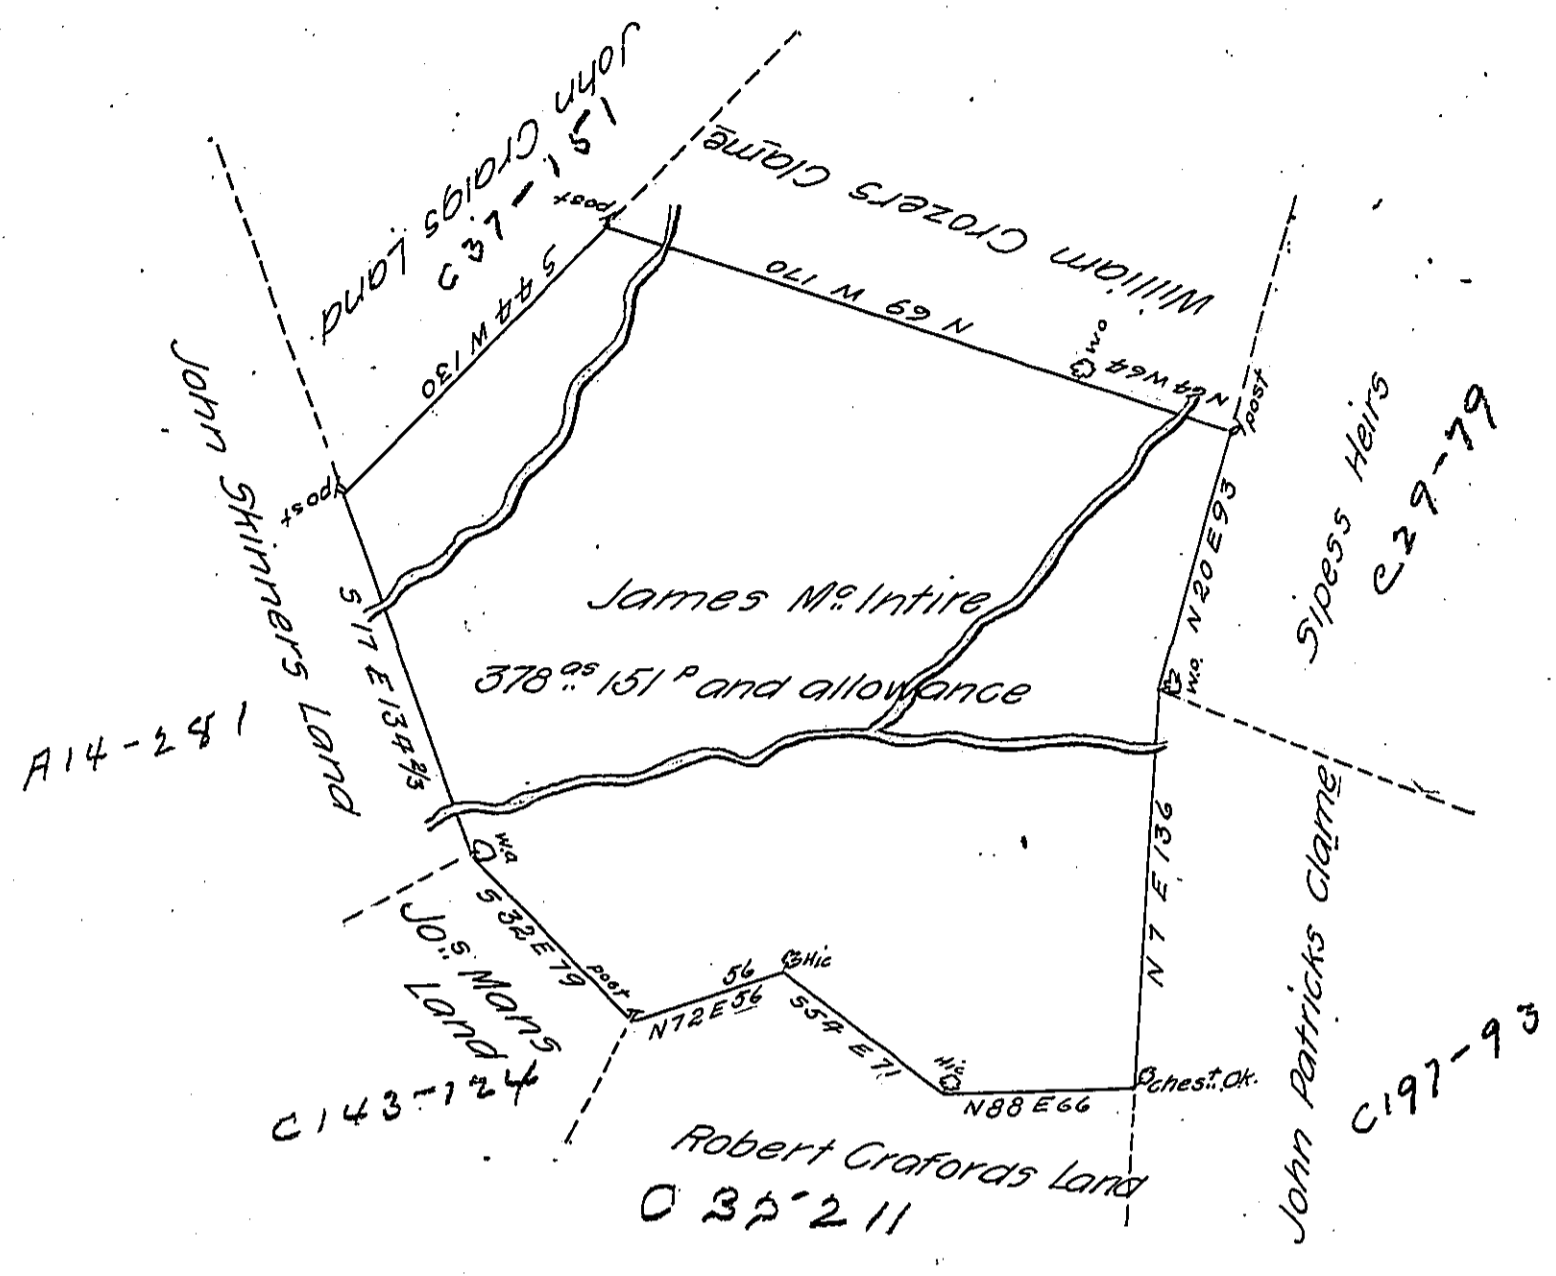 John Craigs Land
C37-151
post
William Crozers Clame
S 44 W 130
N 69 W 170
W.O
N 64 W 64
post
post
John Skinners Land
A14-281
S 17 E 134 2/3
James McIntire
378 as 151 p and allowance
N 20 E 93
Sipess Heirs
C29-79
W.O.
w.a
S 32 E 79
Jo.s Mans
Land
C143-124
post
56
N72 E 56
Hic
S54 E 71
Hic.
N88 E 66
Chest. Ok.
N 7 E 136
John Patricks Clame
C197-93
Robert Crafords Land